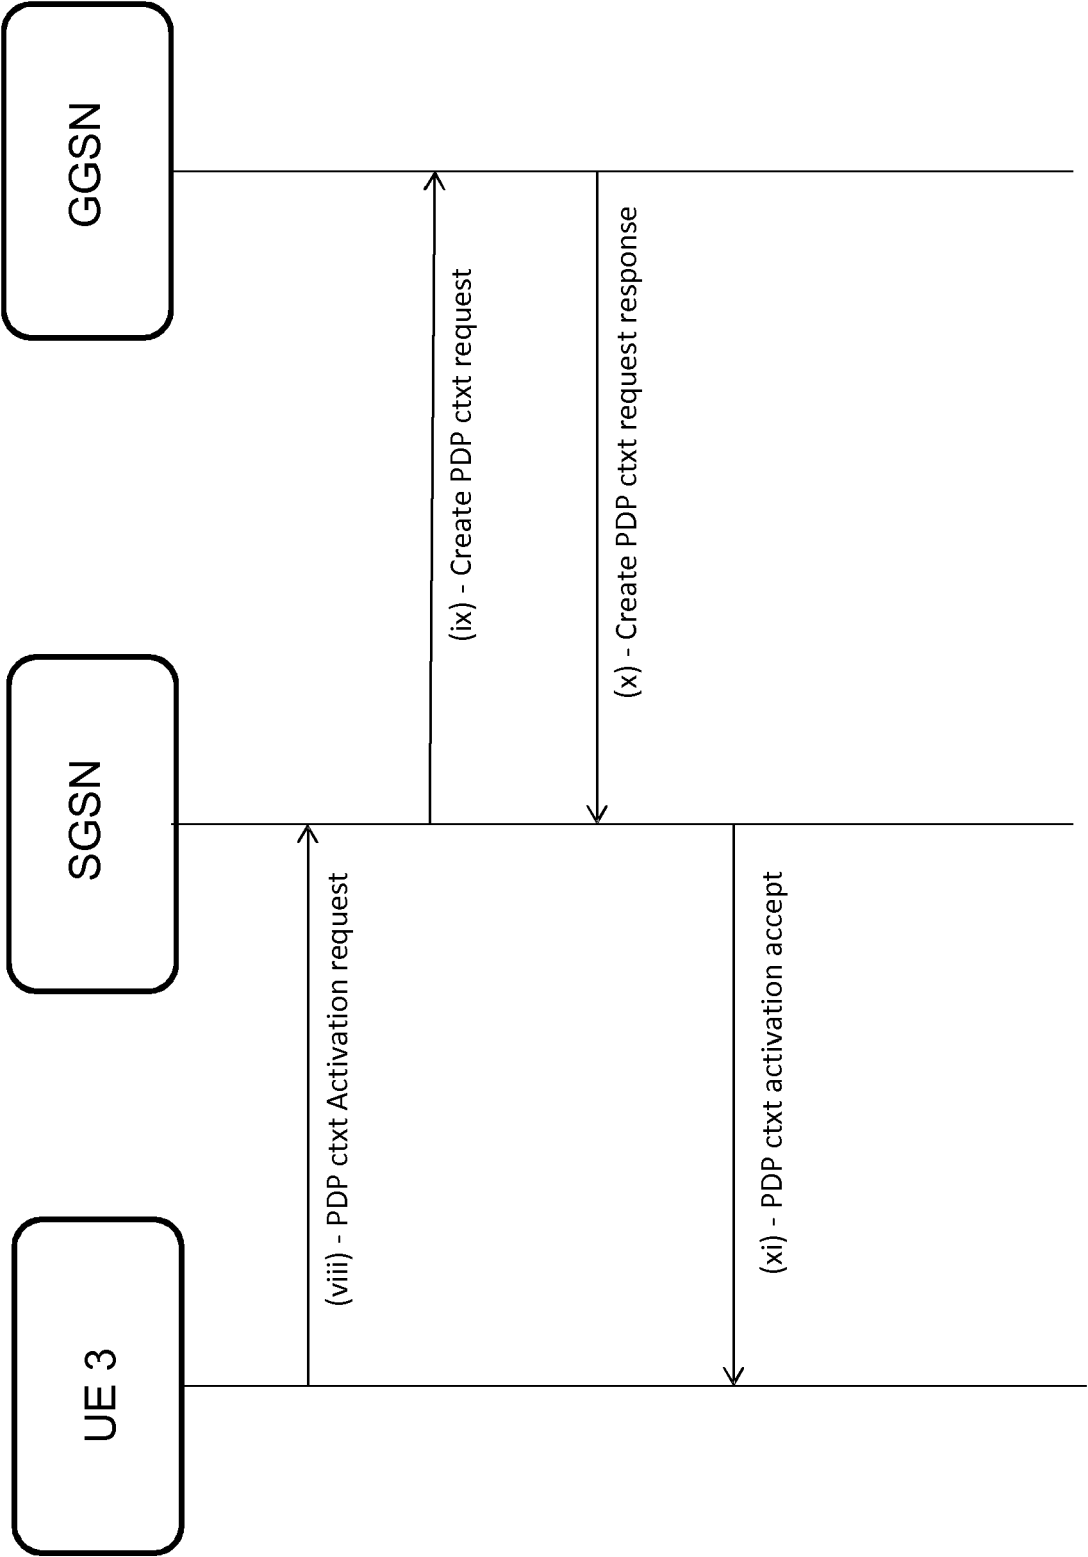 UE 3
SGSN
GGSN
(viii) - PDP ctxt Activation request
(ix) - Create PDP ctxt request
(x) - Create PDP ctxt request response
(xi) - PDP ctxt activation accept